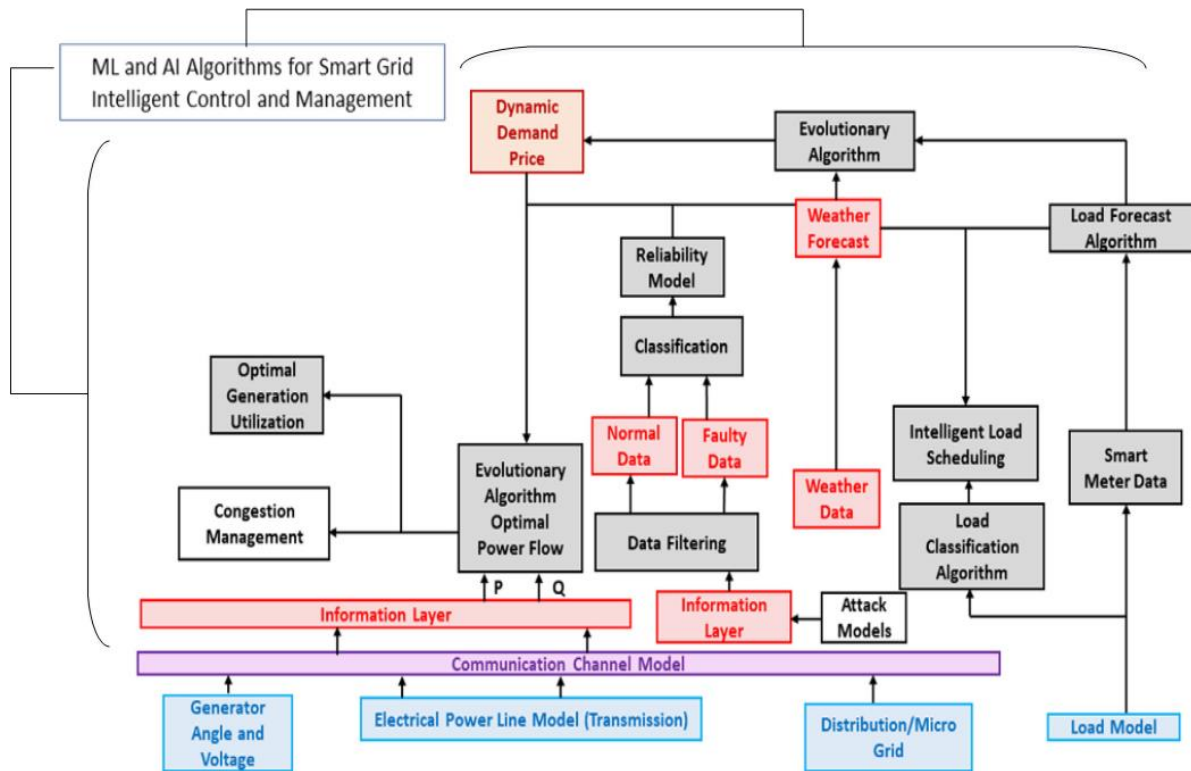 ML and AI Algorithms for Smart Grid
Intelligent Control and Management
Dynamic
Demand
Price
Evolutionary
Algorithm
Weather
Forecast
Load Forecast
Algorithm
Reliability
Model
Classification
Optimal
Generation
Utilization
Normal
Data
Faulty
Data
Intelligent Load
Scheduling
Smart
Meter Data
Evolutionary
Algorithm
Optimal
Power Flow
Congestion
Management
Weather
Data
Data Filtering
Load
Classification
Algorithm
P
Q
Information Layer
Information
Layer
Attack
Models
Communication Channel Model
Generator
Angle and
Voltage
Electrical Power Line Model (Transmission)
Distribution/Micro
Grid
Load Model